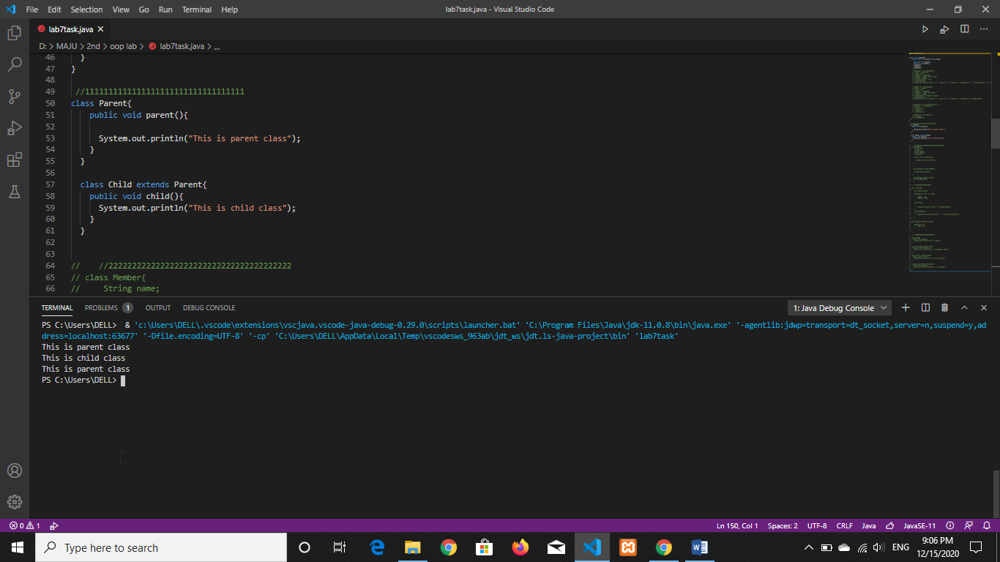 File Edit Selection View Go Run Terminal Help
lab7task.java - Visual Studio Code
lab7task.java
D: > MAJU > 2nd > oop lab > lab7task.java > ...
46 }
47 }
48
49 //1111111111111111111111111111111111
50 class Parent{
51 public void parent(){
52
53 System.out.println("This is parent class");
54 }
55 }
56
57 class Child extends Parent{
58 public void child(){
59 System.out.println("This is child class");
60 }
61 }
62
63
64 // //222222222222222222222222222222222222222
65 // class Member{
66 // String name;
TERMINAL PROBLEMS 1 OUTPUT DEBUG CONSOLE
1: Java Debug Console
PS C:\Users\DELL> & 'c:\Users\DELL\.vscode\extensions\vscjava.vscode-java-debug-0.29.0\scripts\launcher.bat' 'C:\Program Files\Java\jdk-11.0.8\bin\java.exe' '-agentlib:jdwp=transport=dt_socket,server=n,suspend=y,ad
dress=localhost:63677' '-Dfile.encoding=UTF-8' '-cp' 'C:\Users\DELL\AppData\Local\Temp\vscodesws_963ab\jdt_ws\jdt.ls-java-project\bin' 'lab7task'
This is parent class
This is child class
This is parent class
PS C:\Users\DELL>
0 1
Ln 150, Col 1 Spaces: 2 UTF-8 CRLF Java JavaSE-11
Type here to search
ENG
9:06 PM
12/15/2020